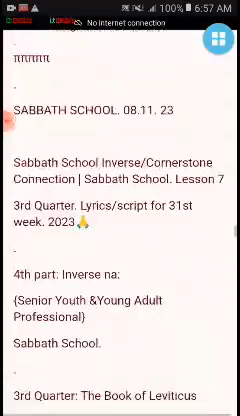 100% 6:57 AM
No Internet connection
.
πππππ
.
SABBATH SCHOOL. 08.11. 23
Sabbath School Inverse/Cornerstone
Connection | Sabbath School. Lesson 7
3rd Quarter. Lyrics/script for 31st
week. 2023🙏
.
4th part: Inverse na:
{Senior Youth &Young Adult
Professional}
Sabbath School.
.
3rd Quarter: The Book of Leviticus